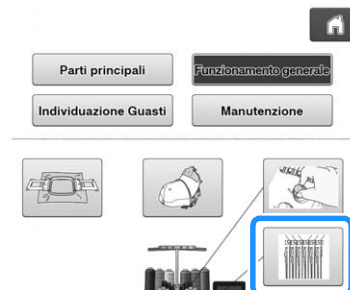 Parti principali
Funzionamento generale
Individuazione Guasti
Manutenzione